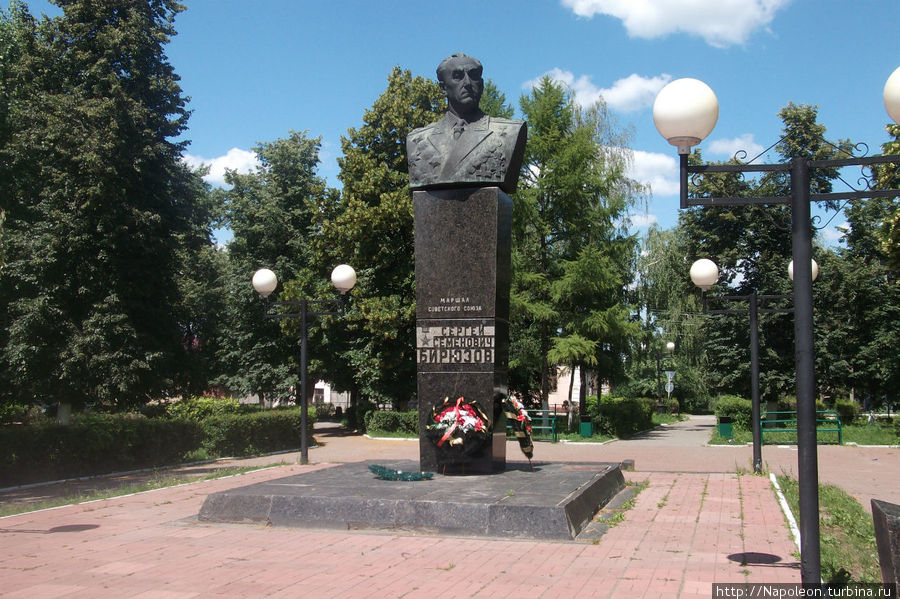 МАРШАЛ
СОВЕТСКОГО СОЮЗА
СЕРГЕЙ
СЕМЕНОВИЧ
БИРЮЗОВ
http://Napoleon.turbina.ru